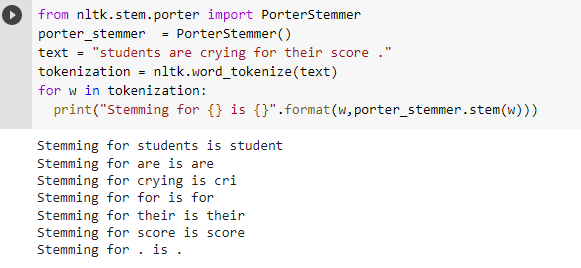 from nltk.stem.porter import PorterStemmer
porter_stemmer  = PorterStemmer()
text = "students are crying for their score ."
tokenization = nltk.word_tokenize(text)
for w in tokenization:
  print("Stemming for {} is {}".format(w,porter_stemmer.stem(w)))
Stemming for students is student
Stemming for are is are
Stemming for crying is cri
Stemming for for is for
Stemming for their is their
Stemming for score is score
Stemming for . is .